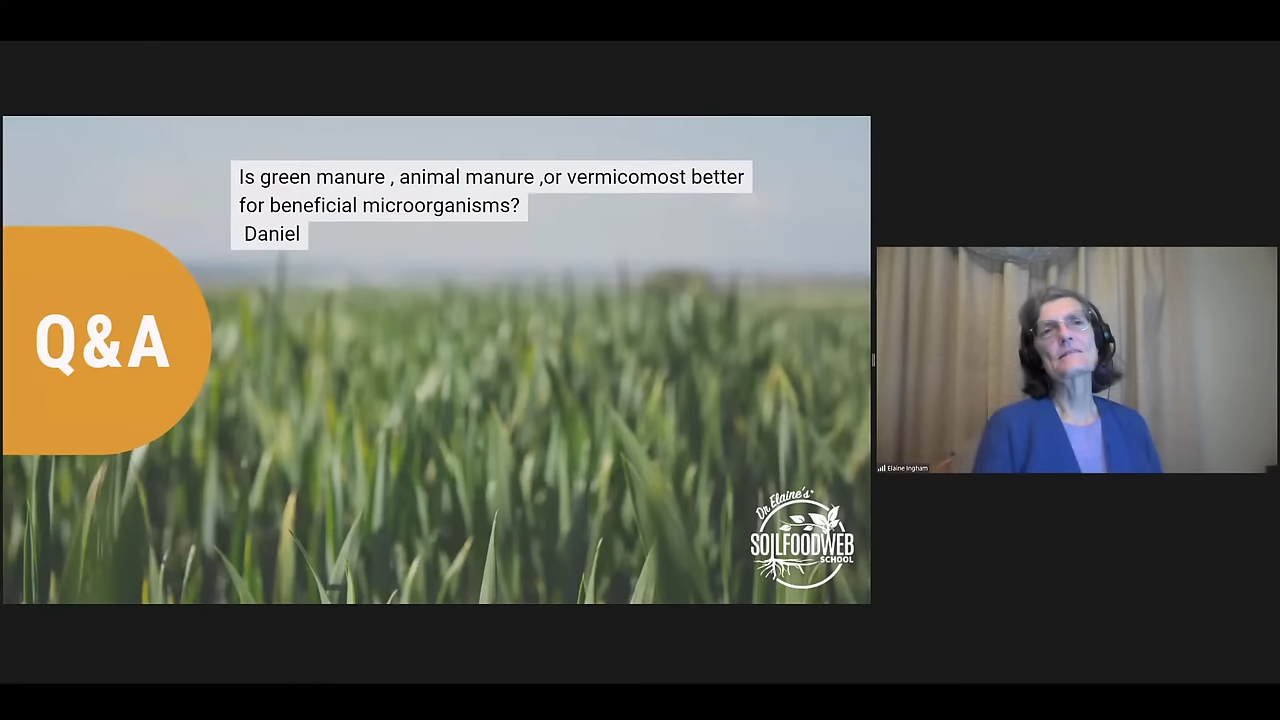 Is green manure , animal manure ,or vermicomost better
for beneficial microorganisms?
Daniel
Q&A
Dr. Elaine's
SOILFOODWEB
SCHOOL
Elaine Ingham